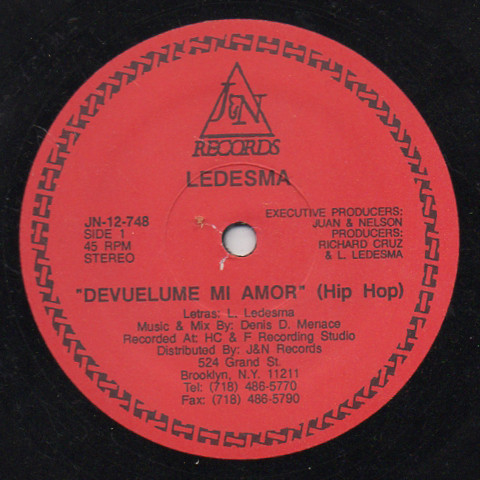 J&N
RECORDS
LEDESMA
JN-12-748
SIDE 1
45 RPM
STEREO
EXECUTIVE PRODUCERS:
JUAN & NELSON
PRODUCERS:
RICHARD CRUZ
& L. LEDESMA
"DEVUELUME MI AMOR" (Hip Hop)
Letras: L. Ledesma
Music & Mix By: Denis D. Menace
Recorded At: HC & F Recording Studio
Distributed By: J&N Records
524 Grand St.
Brooklyn, N.Y. 11211
Tel: (718) 486-5770
Fax: (718) 486-5790